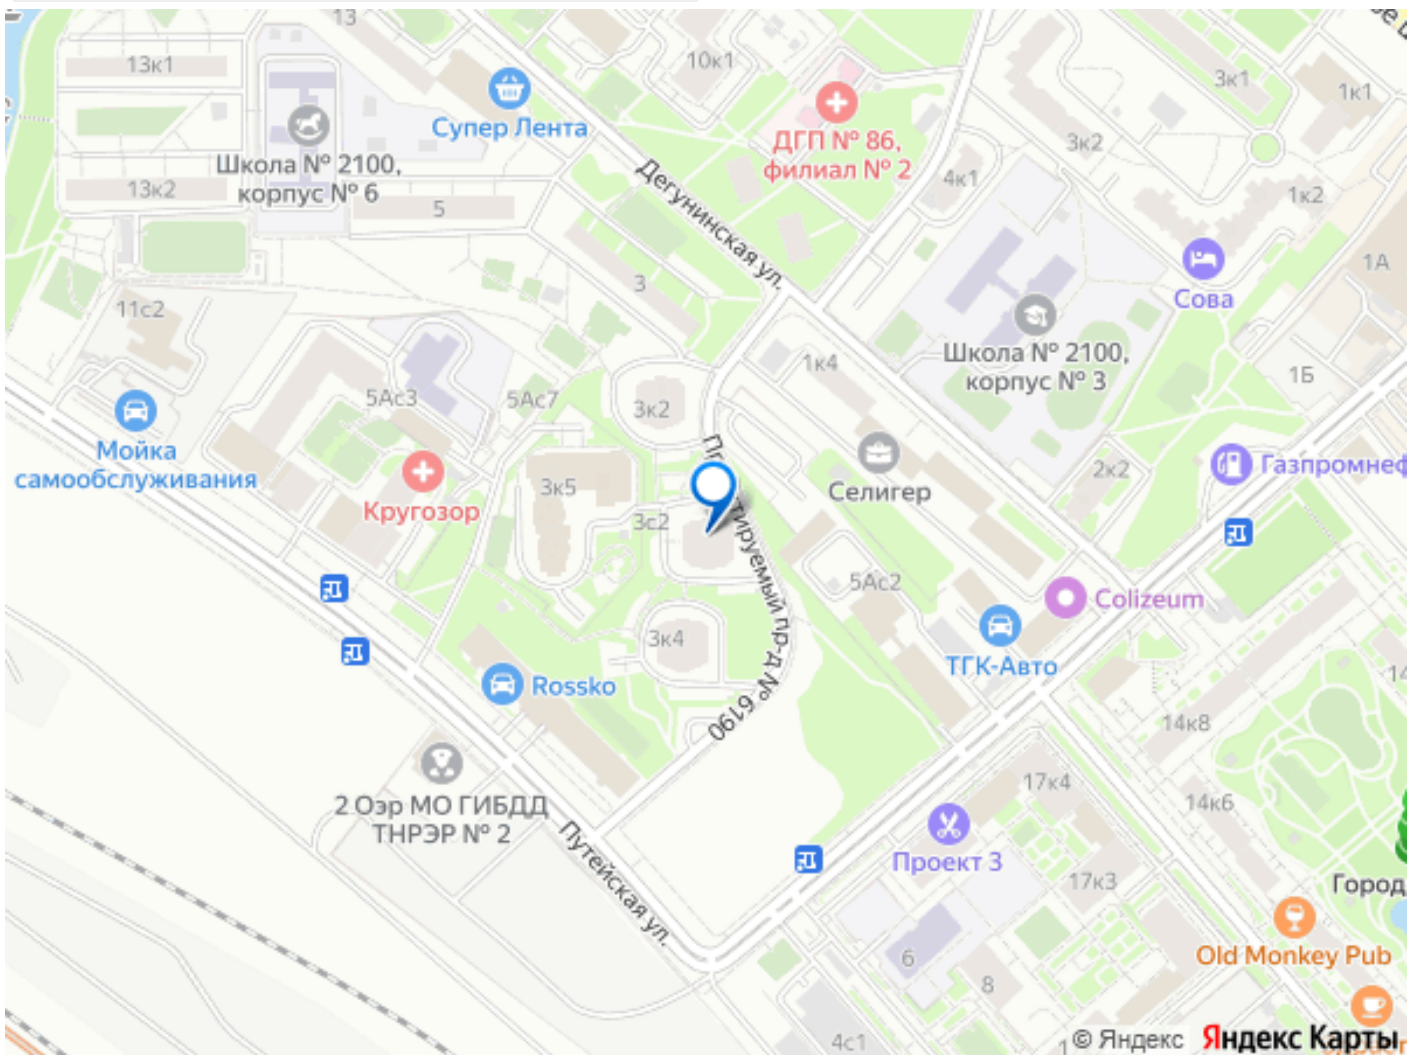 13
13к1
10к1
3к1
1к1
Супер Лента
ДГП № 86,
филиал № 2
3к2
Школа № 2100,
корпус № 6
13к2
5
Дегунинская ул.
4к1
1к2
Сова
1А
3
11с2
Школа № 2100,
корпус № 3
1к4
1Б
5Ас3
5Ас7
3к2
Мойка
самообслуживания
Кругозор
3к5
3с2
Селигер
2к2
5Ас2
Colizeum
ТГК-Авто
3к4
Rossko
14к8
2 Оэр МО ГИБДД
ТНРЭР № 2
17к4
14к6
Путейская ул.
Проект 3
17к3
Old Monkey Pub
6
8
4с1
© Яндекс Яндекс Карты